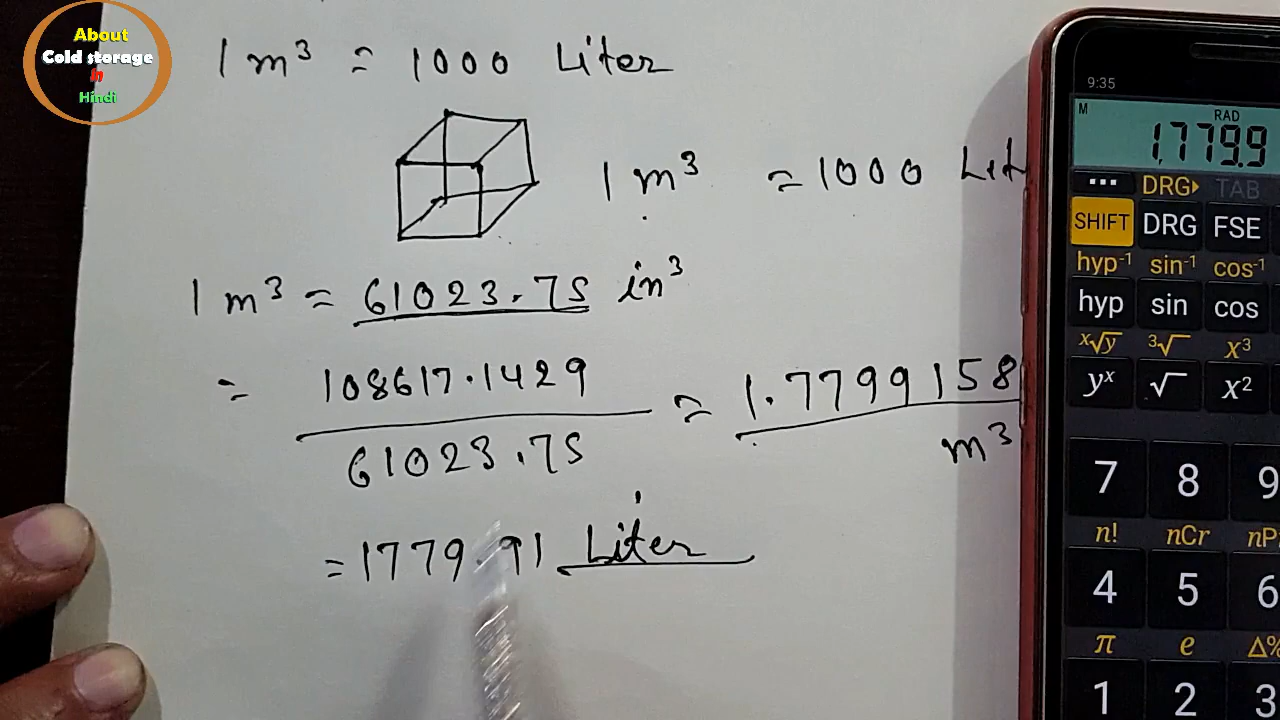 About
Cold storage
In
Hindi
1 m³ = 1000 Liter
1 m³ = 1000 Lit
1 m³ = 61023.75 in³
= 108617.1429 / 61023.75 = 1.7799158
m³
= 1779.91 Liter
9:35
M RAD
1,779.9
... DRG▸ TAB
SHIFT DRG FSE
hyp⁻¹ sin⁻¹ cos⁻¹
hyp sin cos
ˣ√y ³√ x³
yˣ √ x²
7 8 9
n! nCr nP
4 5 6
π e Δ%
1 2 3